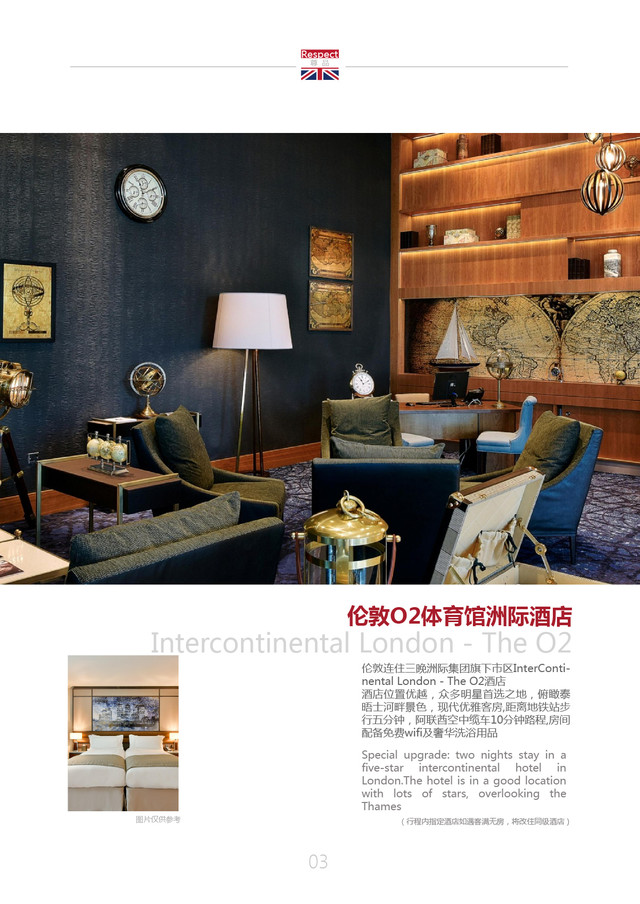 Respect
尊 品
伦敦O2体育馆洲际酒店
Intercontinental London - The O2
伦敦连住三晚洲际集团旗下市区InterConti-
nental London - The O2酒店
酒店位置优越，众多明星首选之地，俯瞰泰
晤士河畔景色，现代优雅客房,距离地铁站步
行五分钟，阿联酋空中缆车10分钟路程,房间
配备免费wifi及奢华洗浴用品
Special upgrade: two nights stay in a
five-star intercontinental hotel in
London.The hotel is in a good location
with lots of stars, overlooking the
Thames
（行程内指定酒店如遇客满无房，将改住同级酒店）
图片仅供参考
03